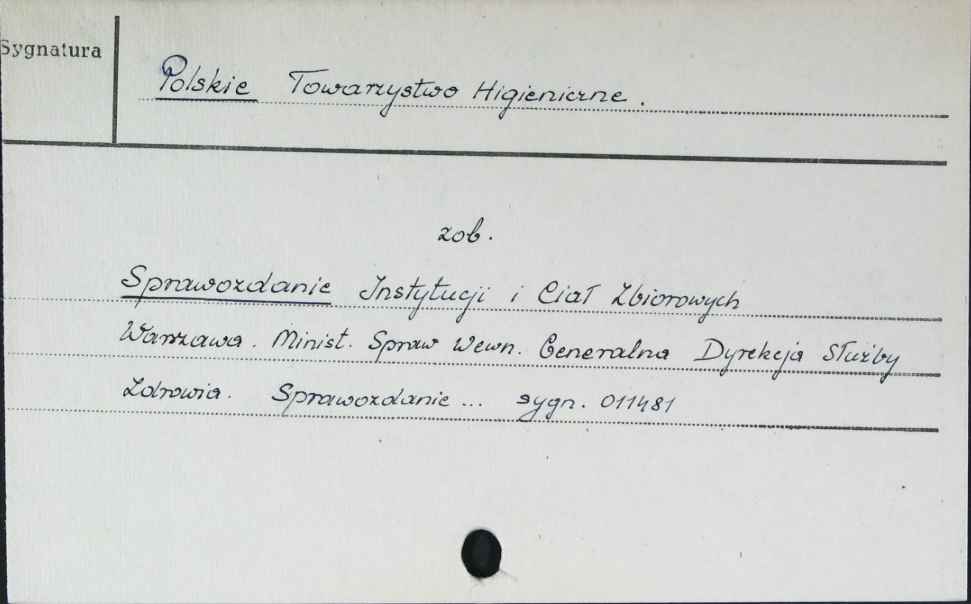 Sygnatura
Polskie Towarzystwo Higieniczne.
zob.
Sprawozdanie Instytucji i Ciał Zbiorowych
Warszawa. Minist. Spraw Wewn. Generalna Dyrekcja Służby
Zdrowia. Sprawozdanie... sygn. 011481